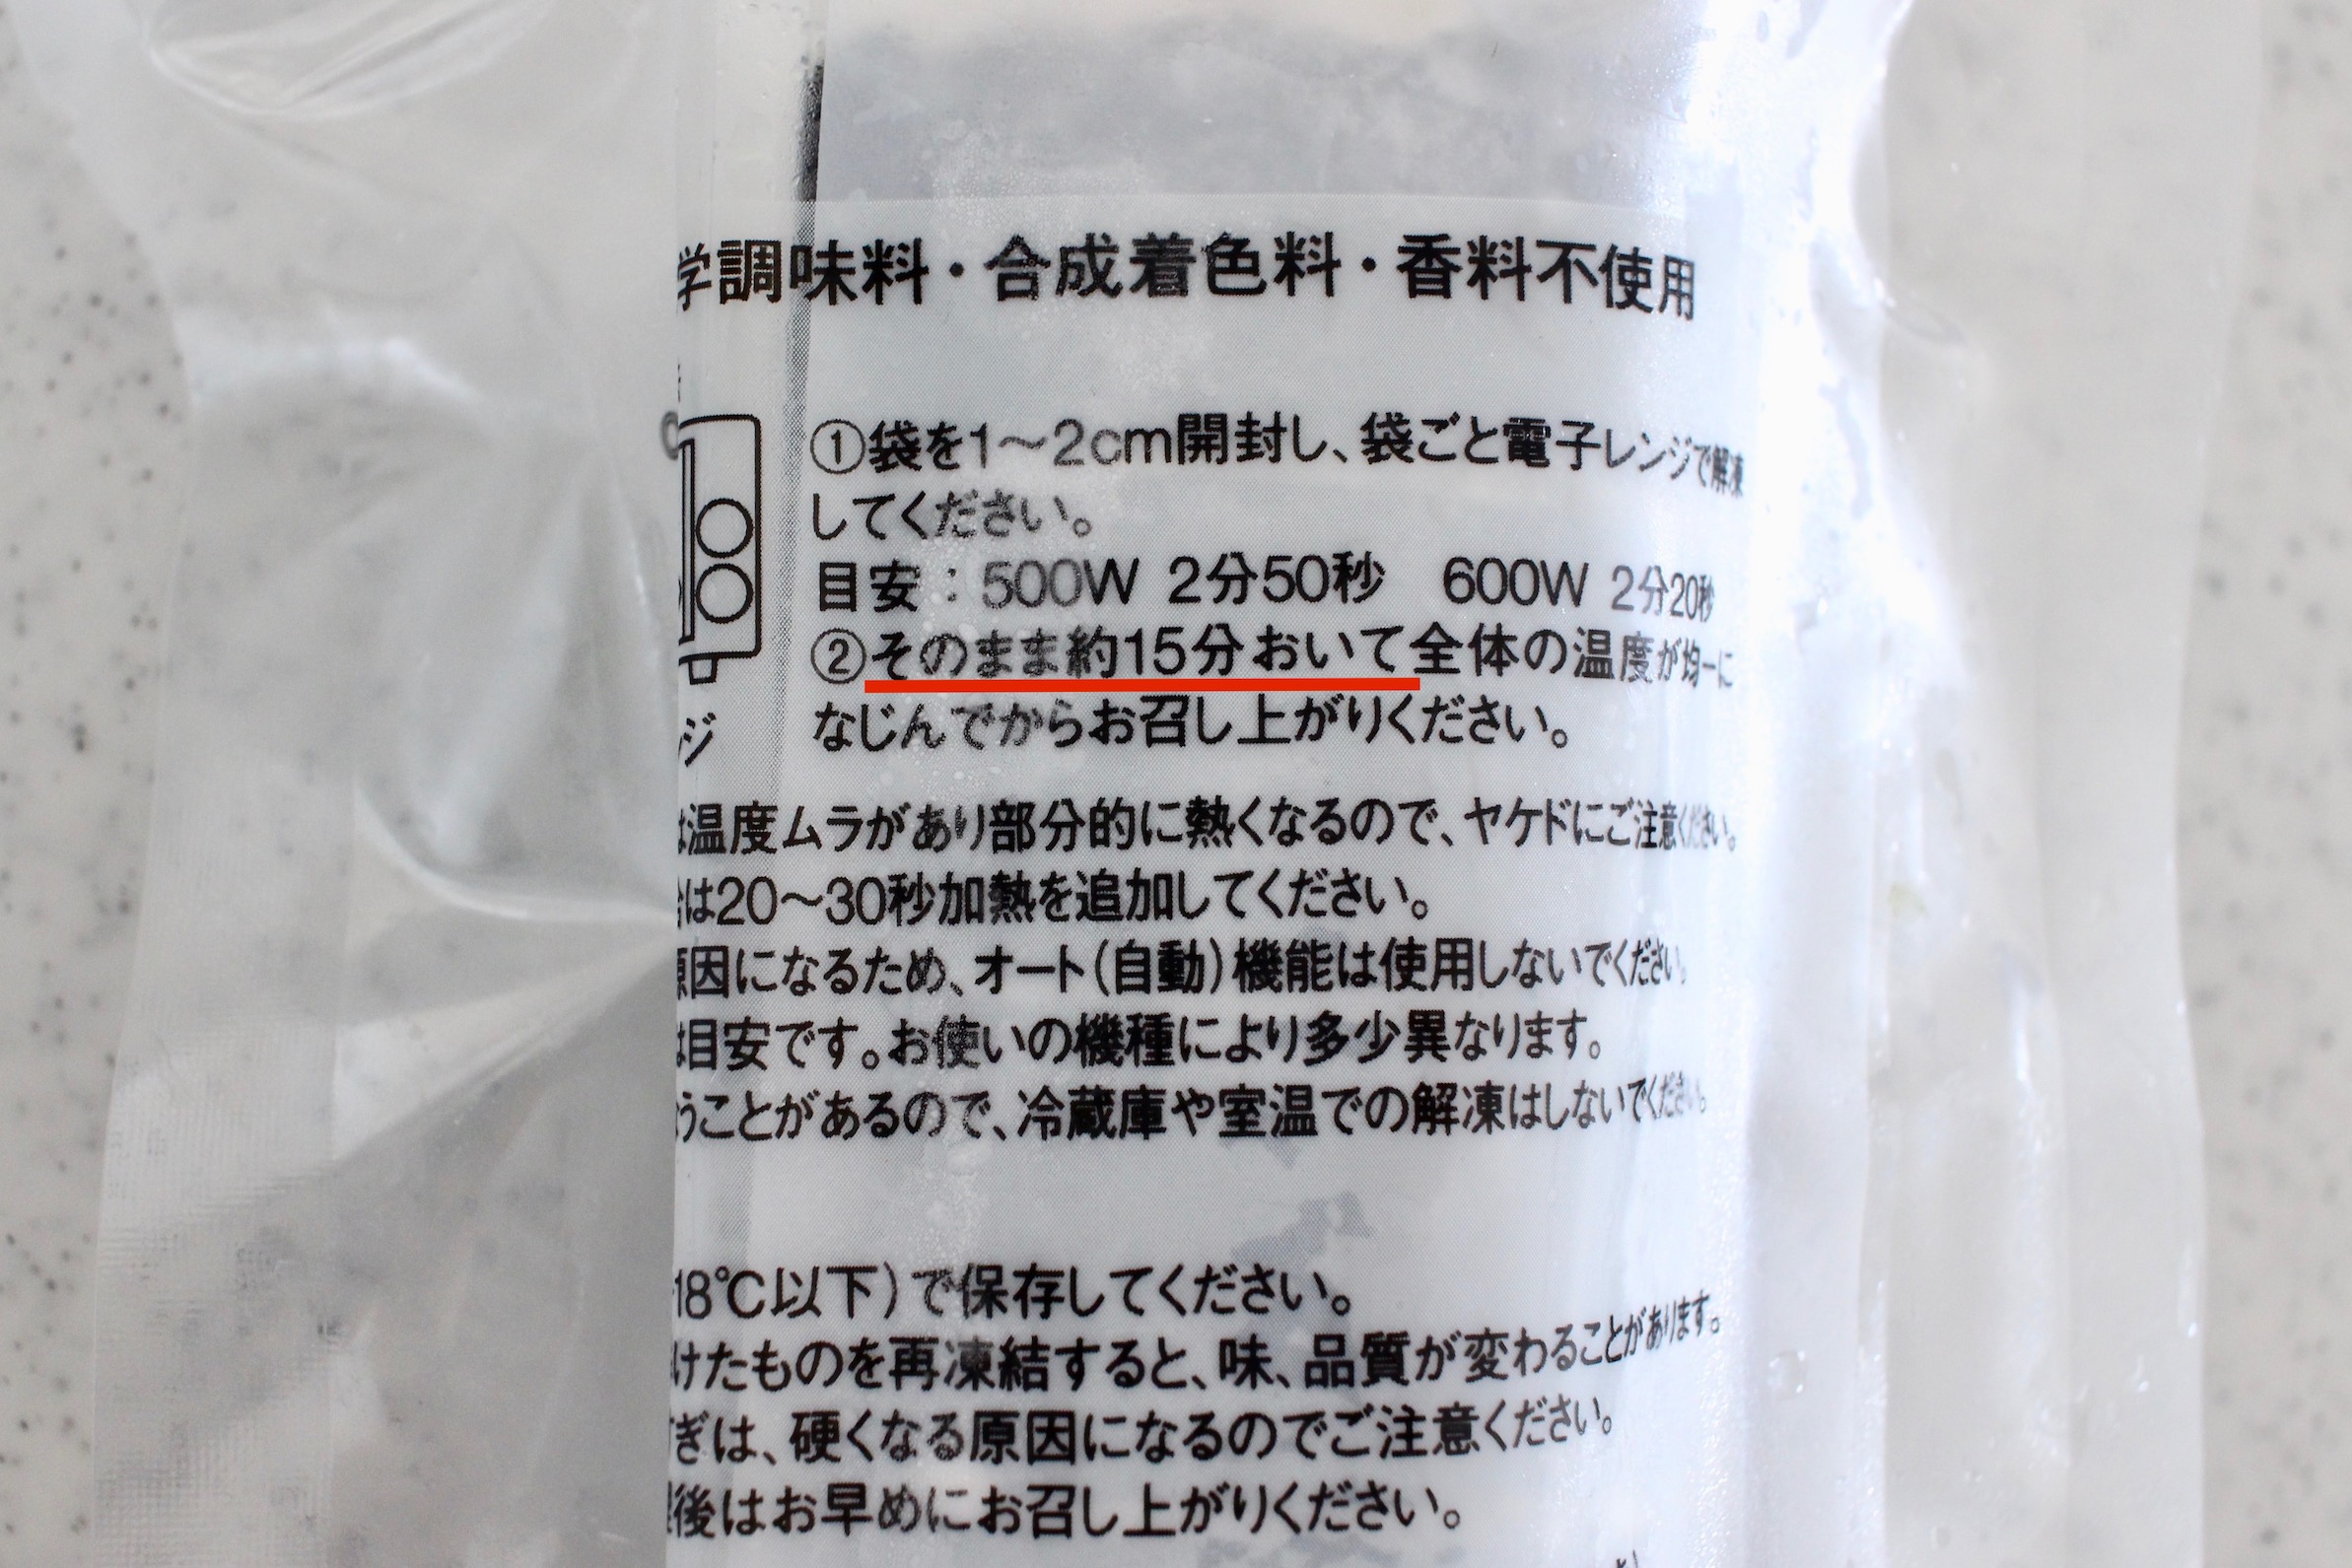 学調味料・合成着色料・香料不使用
①袋を1〜2cm開封し、袋ごと電子レンジで解凍
してください。
目安：500W 2分50秒　600W 2分20秒
②そのまま約15分おいて全体の温度が均一に
なじんでからお召し上がりください。
ジ
温度ムラがあり部分的に熱くなるので、ヤケドにご注意ください。
は20〜30秒加熱を追加してください。
原因になるため、オート(自動)機能は使用しないでください。
は目安です。お使いの機種により多少異なります。
うことがあるので、冷蔵庫や室温での解凍はしないでください。
18℃以下)で保存してください。
けたものを再凍結すると、味、品質が変わることがあります。
ぎは、硬くなる原因になるのでご注意ください。
後はお早めにお召し上がりください。